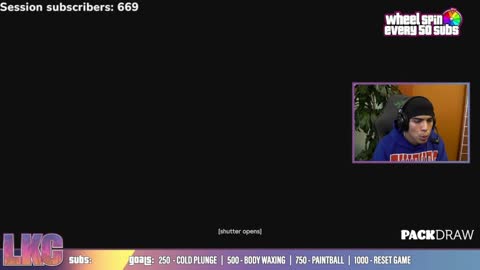 Session subscribers: 669
wheel spin
every 50 subs
[shutter opens]
PACKDRAW
LKC subs: goals: 250 - COLD PLUNGE | 500 - BODY WAXING | 750 - PAINTBALL | 1000 - RESET GAME